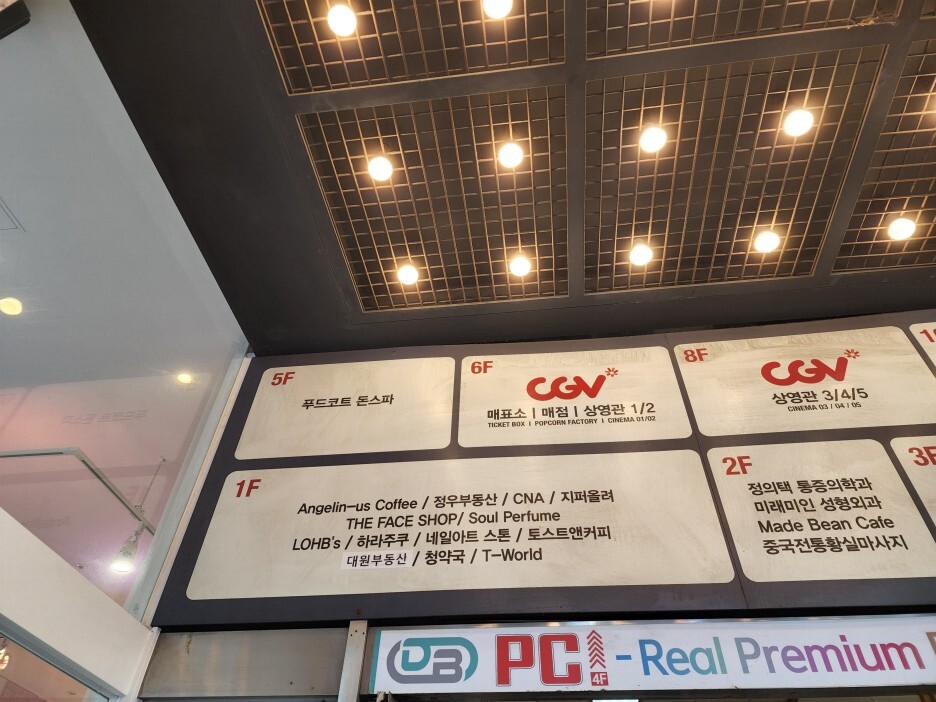 5F
푸드코트 돈스파
6F
CGV
매표소 | 매점 | 상영관 1/2
TICKET BOX | POPCORN FACTORY | CINEMA 01/02
8F
CGV
상영관 3/4/5
CINEMA 03 / 04 / 05
1F
Angelin-us Coffee / 정우부동산 / CNA / 지퍼올려
THE FACE SHOP/ Soul Perfume
LOHB's / 하라주쿠 / 네일아트 스톤 / 토스트앤커피
대원부동산 / 청약국 / T-World
2F
정의택 통증의학과
미래미인 성형외과
Made Bean Cafe
중국전통황실마사지
3F
DB PC 4F - Real Premium